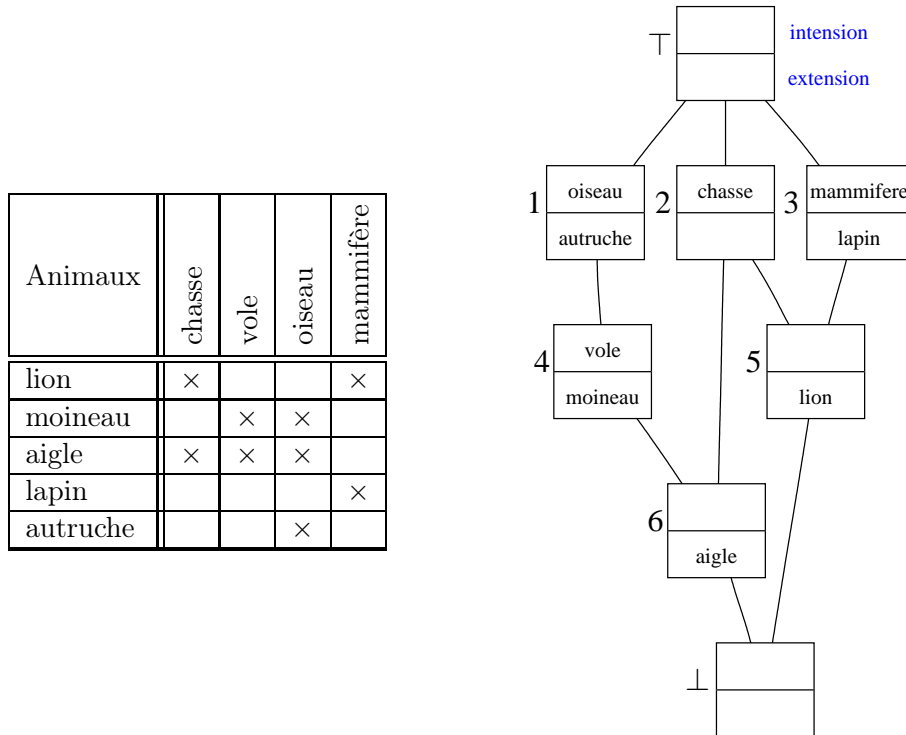 Animaux chasse vole oiseau mammifère
lion × ×
moineau × ×
aigle × × ×
lapin ×
autruche ×
⊤
intension
extension
1 oiseau
autruche
2 chasse
3 mammifere
lapin
4 vole
moineau
5
lion
6
aigle
⊥